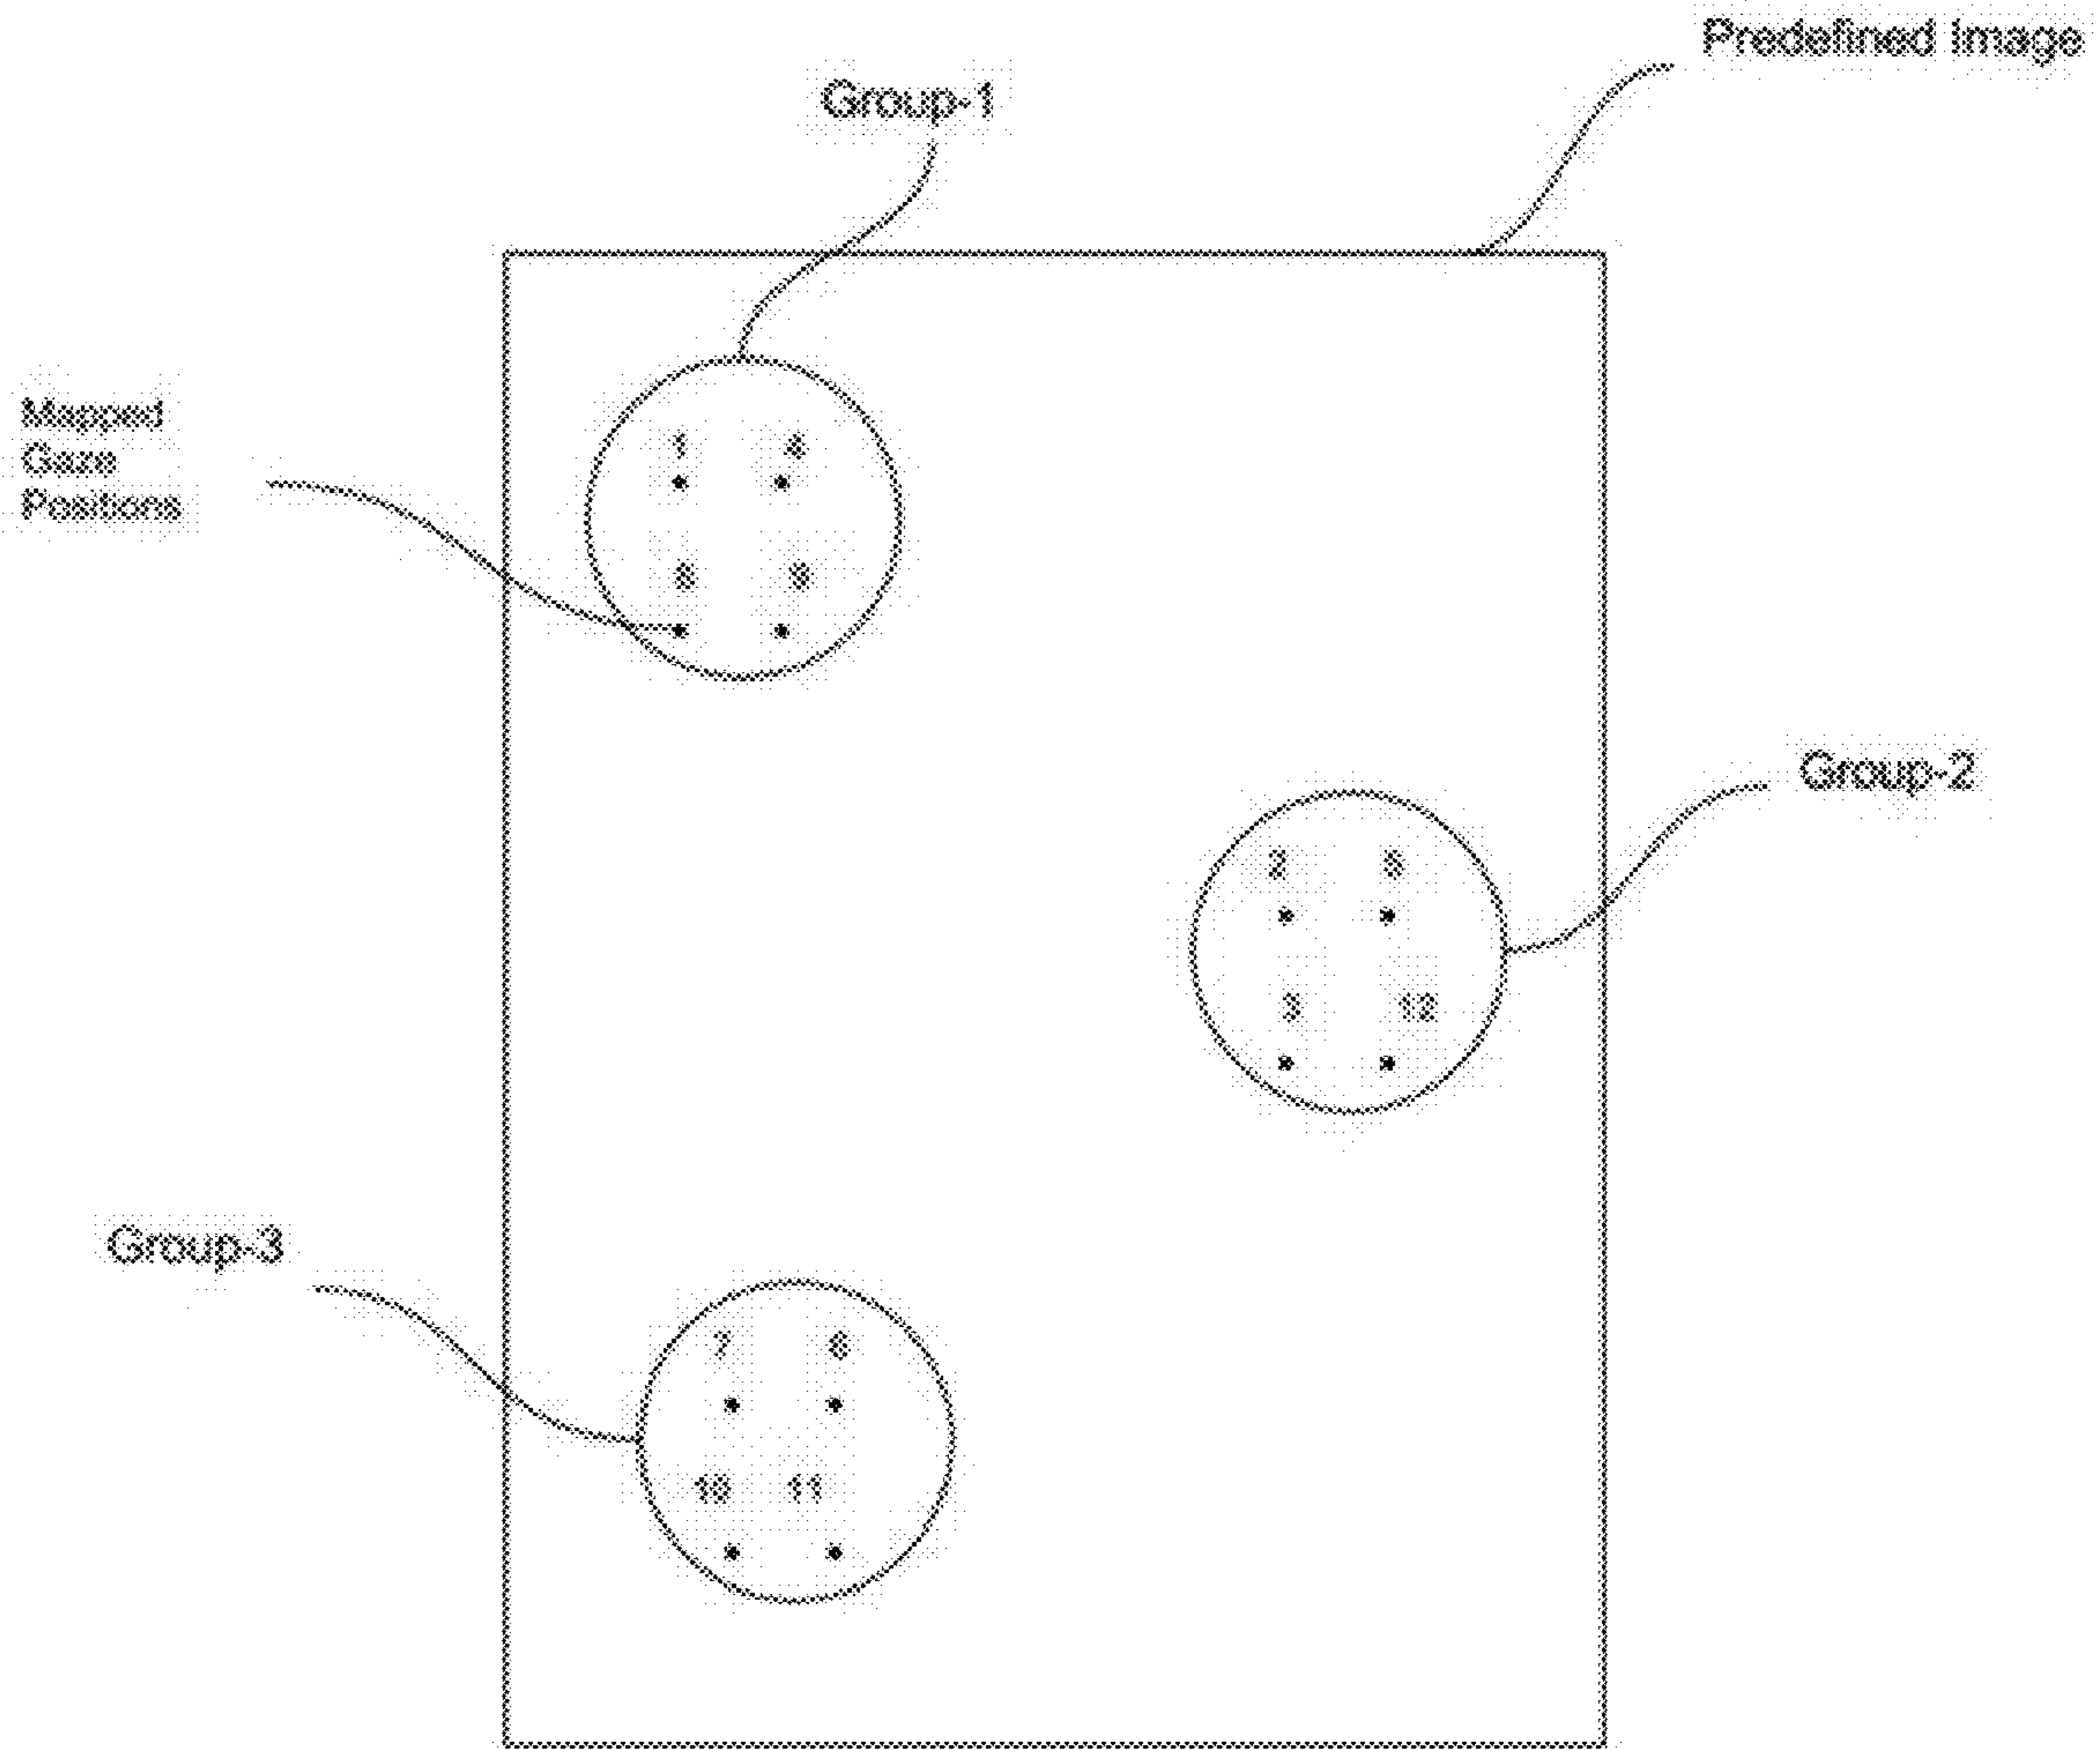 Predefined Image
Group-1
Mapped
Gaze
Positions
1 4
8 9
Group-2
2 5
3 12
Group-3
7 6
10 11